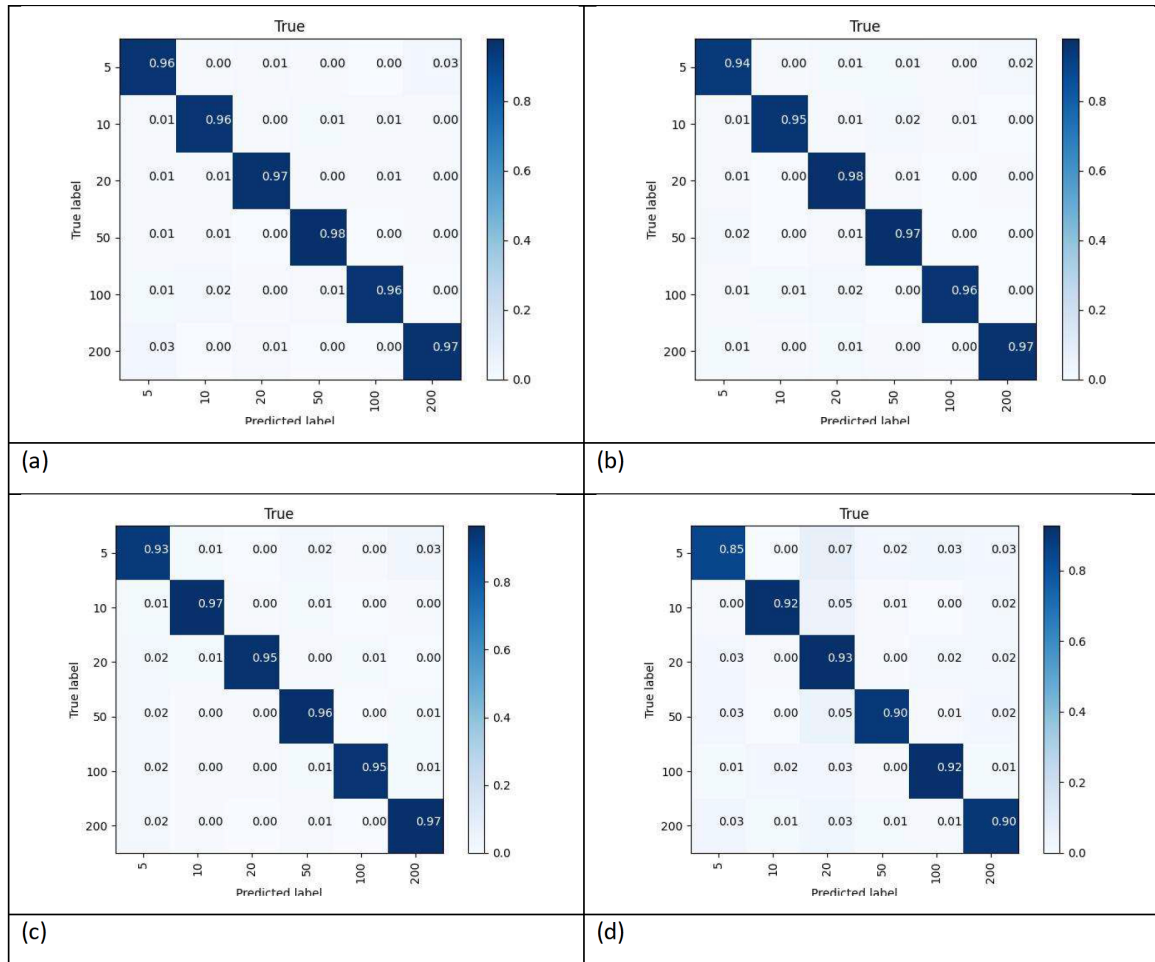 True
5 0.96 0.00 0.01 0.00 0.00 0.03 0.8
10 0.01 0.96 0.00 0.01 0.01 0.00 0.6
20 0.01 0.01 0.97 0.00 0.01 0.00
True label
50 0.01 0.01 0.00 0.98 0.00 0.00 0.4
100 0.01 0.02 0.00 0.01 0.96 0.00 0.2
200 0.03 0.00 0.01 0.00 0.00 0.97 0.0
5 10 20 50 100 200
Predicted label
(a)
True
5 0.94 0.00 0.01 0.01 0.00 0.02 0.8
10 0.01 0.95 0.01 0.02 0.01 0.00 0.6
20 0.01 0.00 0.98 0.01 0.00 0.00
True label
50 0.02 0.00 0.01 0.97 0.00 0.00 0.4
100 0.01 0.01 0.02 0.00 0.96 0.00 0.2
200 0.01 0.00 0.01 0.00 0.00 0.97 0.0
5 10 20 50 100 200
Predicted label
(b)
True
5 0.93 0.01 0.00 0.02 0.00 0.03 0.8
10 0.01 0.97 0.00 0.01 0.00 0.00 0.6
20 0.02 0.01 0.95 0.00 0.01 0.00
True label
50 0.02 0.00 0.00 0.96 0.00 0.01 0.4
100 0.02 0.00 0.00 0.01 0.95 0.01 0.2
200 0.02 0.00 0.00 0.01 0.00 0.97 0.0
5 10 20 50 100 200
Predicted label
(c)
True
5 0.85 0.00 0.07 0.02 0.03 0.03 0.8
10 0.00 0.92 0.05 0.01 0.00 0.02 0.6
20 0.03 0.00 0.93 0.00 0.02 0.02
True label
50 0.03 0.00 0.05 0.90 0.01 0.02 0.4
100 0.01 0.02 0.03 0.00 0.92 0.01 0.2
200 0.03 0.01 0.03 0.01 0.01 0.90 0.0
5 10 20 50 100 200
Predicted label
(d)